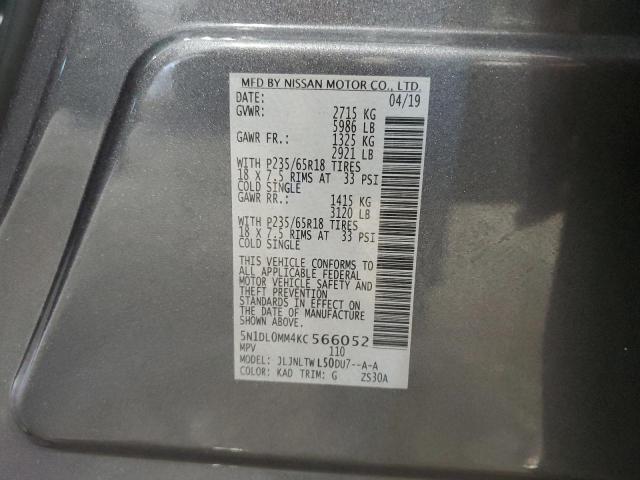 MFD BY NISSAN MOTOR CO., LTD.
DATE: 04/19
GVWR: 2715 KG
5986 LB
GAWR FR.: 1325 KG
2921 LB
WITH P235/65R18 TIRES
18 X 7.5 RIMS AT 33 PSI
COLD SINGLE
GAWR RR.: 1415 KG
3120 LB
WITH P235/65R18 TIRES
18 X 7.5 RIMS AT 33 PSI
COLD SINGLE
THIS VEHICLE CONFORMS TO
ALL APPLICABLE FEDERAL
MOTOR VEHICLE SAFETY AND
THEFT PREVENTION
STANDARDS IN EFFECT ON
THE DATE OF MANUFACTURE
SHOWN ABOVE.
5N1DL0MM4KC566052
MPV 110
MODEL: JLJNLTWL50DU7--A-A
COLOR: KAD TRIM: G ZS30A